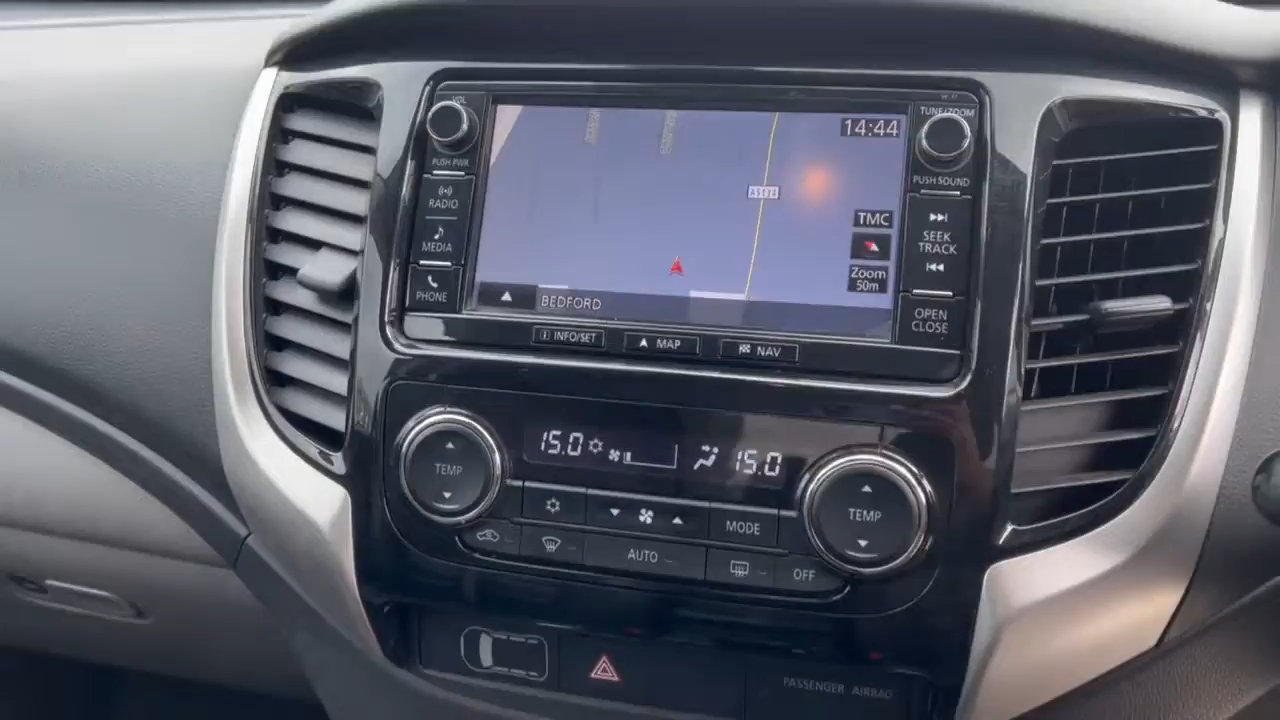 VOL
PUSH PWR
RADIO
MEDIA
PHONE
14:44
TMC
Zoom
50m
BEDFORD
TUNE/ZOOM
PUSH SOUND
SEEK
TRACK
OPEN
CLOSE
INFO/SET
MAP
NAV
15.0
15.0
TEMP
MODE
AUTO
OFF
TEMP
PASSENGER AIRBAG